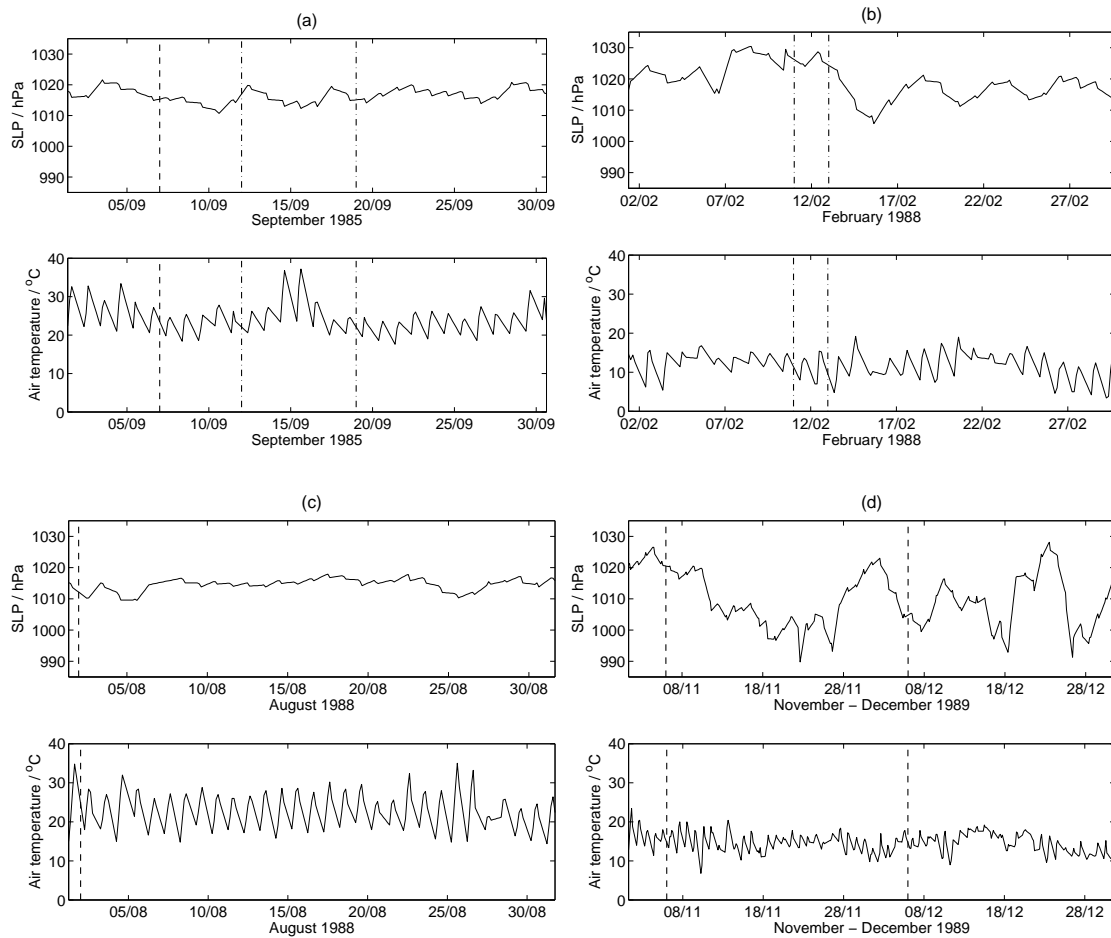 (a)
1030
1020
1010
1000
990
SLP / hPa
05/09 10/09 15/09 20/09 25/09 30/09
September 1985
40
30
20
10
0
Air temperature / °C
05/09 10/09 15/09 20/09 25/09 30/09
September 1985
(b)
1030
1020
1010
1000
990
SLP / hPa
02/02 07/02 12/02 17/02 22/02 27/02
February 1988
40
30
20
10
0
Air temperature / °C
02/02 07/02 12/02 17/02 22/02 27/02
February 1988
(c)
1030
1020
1010
1000
990
SLP / hPa
05/08 10/08 15/08 20/08 25/08 30/08
August 1988
40
30
20
10
0
Air temperature / °C
05/08 10/08 15/08 20/08 25/08 30/08
August 1988
(d)
1030
1020
1010
1000
990
SLP / hPa
08/11 18/11 28/11 08/12 18/12 28/12
November − December 1989
40
30
20
10
0
Air temperature / °C
08/11 18/11 28/11 08/12 18/12 28/12
November − December 1989